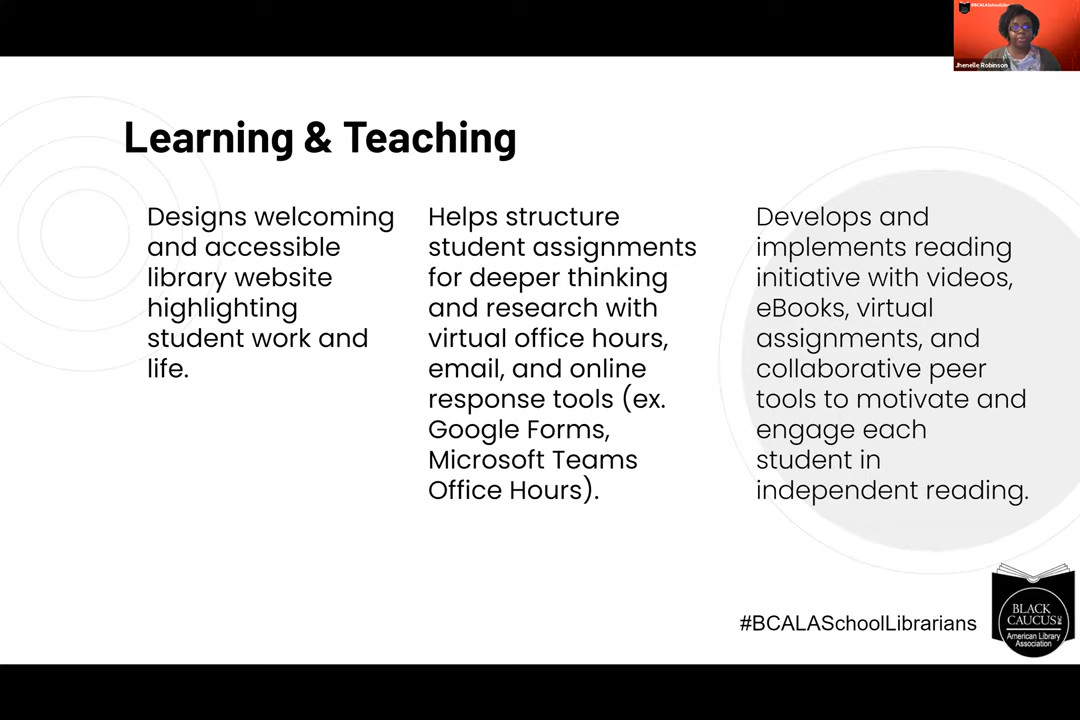 #BCALASchoolLibra
Jhenelle Robinson
Learning & Teaching
Designs welcoming
and accessible
library website
highlighting
student work and
life.
Helps structure
student assignments
for deeper thinking
and research with
virtual office hours,
email, and online
response tools (ex.
Google Forms,
Microsoft Teams
Office Hours).
Develops and
implements reading
initiative with videos,
eBooks, virtual
assignments, and
collaborative peer
tools to motivate and
engage each
student in
independent reading.
#BCALASchoolLibrarians
BLACK
CAUCUS
American Library
Association